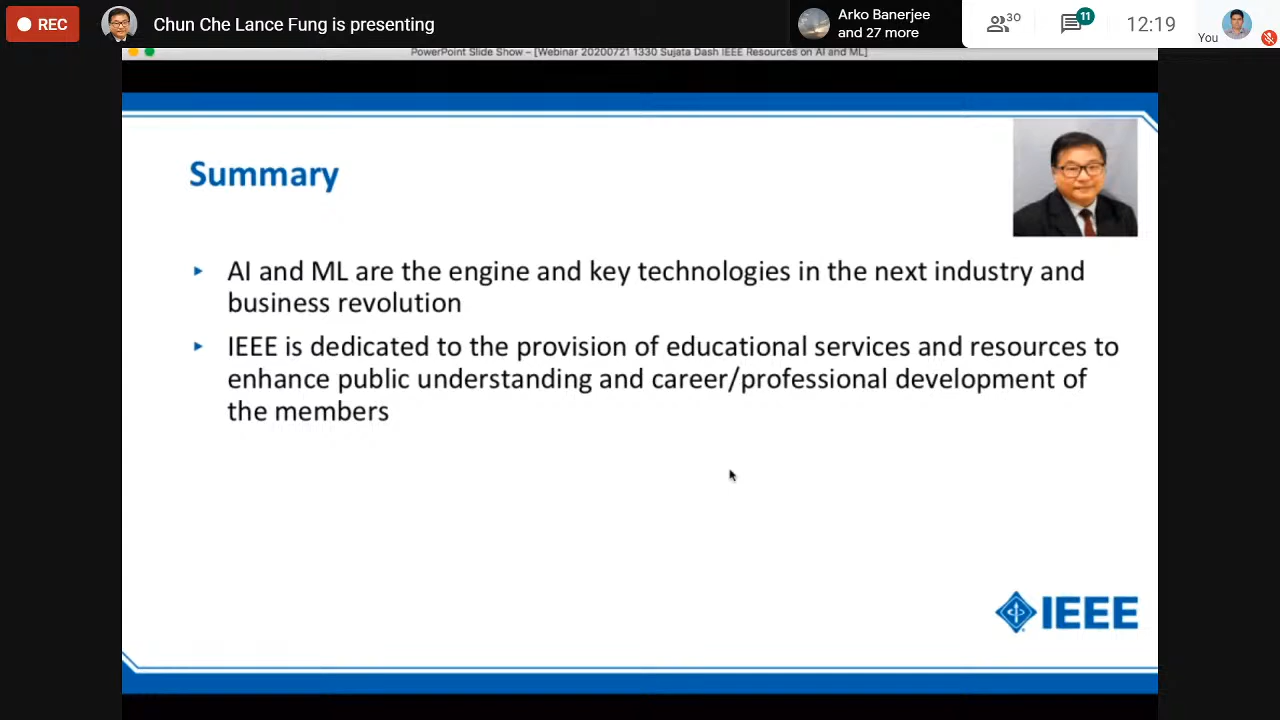 REC
Chun Che Lance Fung is presenting
Arko Banerjee
and 27 more
30
11
12:19
You
PowerPoint Slide Show – [Webinar 20200721 1330 Sujata Dash IEEE Resources on AI and ML]
Summary
AI and ML are the engine and key technologies in the next industry and
business revolution
IEEE is dedicated to the provision of educational services and resources to
enhance public understanding and career/professional development of
the members
IEEE